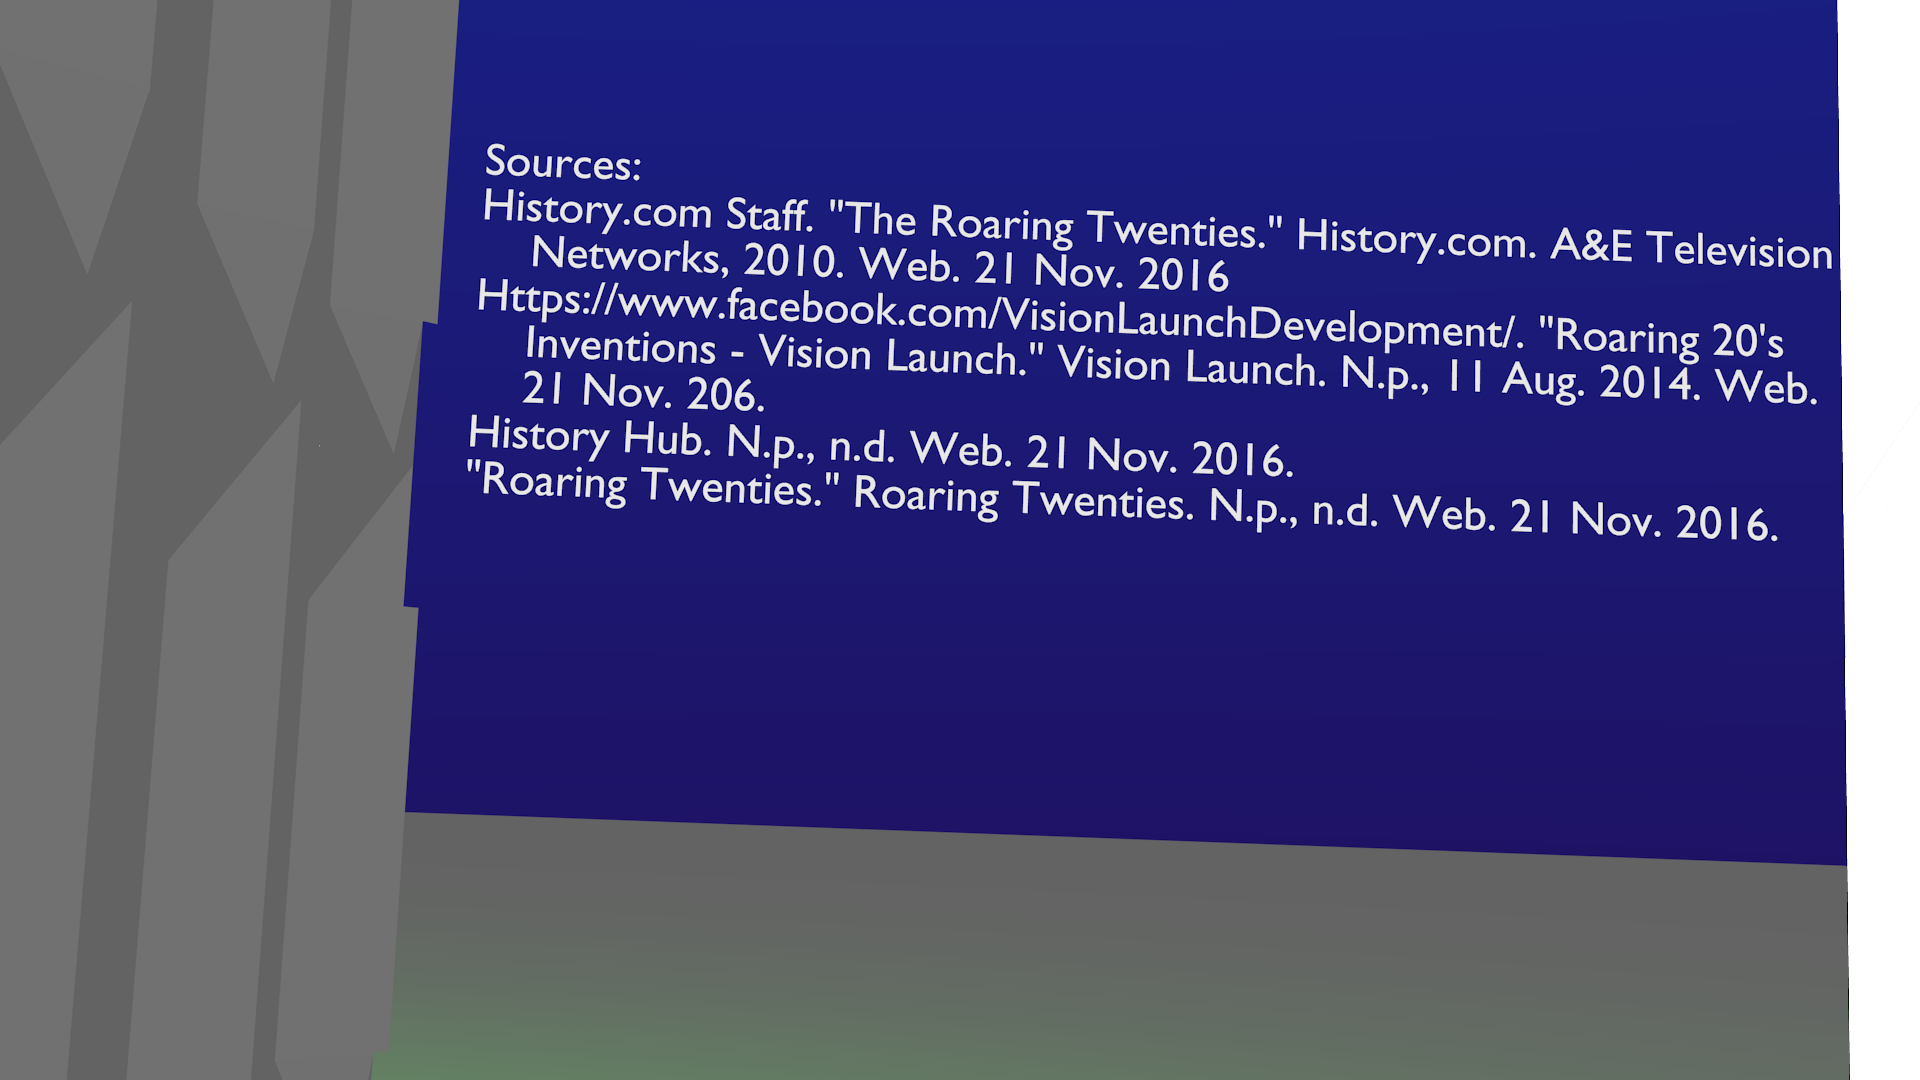 Sources:
History.com Staff. "The Roaring Twenties." History.com. A&E Television
Networks, 2010. Web. 21 Nov. 2016
Https://www.facebook.com/VisionLaunchDevelopment/. "Roaring 20's
Inventions - Vision Launch." Vision Launch. N.p., 11 Aug. 2014. Web.
21 Nov. 206.
History Hub. N.p., n.d. Web. 21 Nov. 2016.
"Roaring Twenties." Roaring Twenties. N.p., n.d. Web. 21 Nov. 2016.